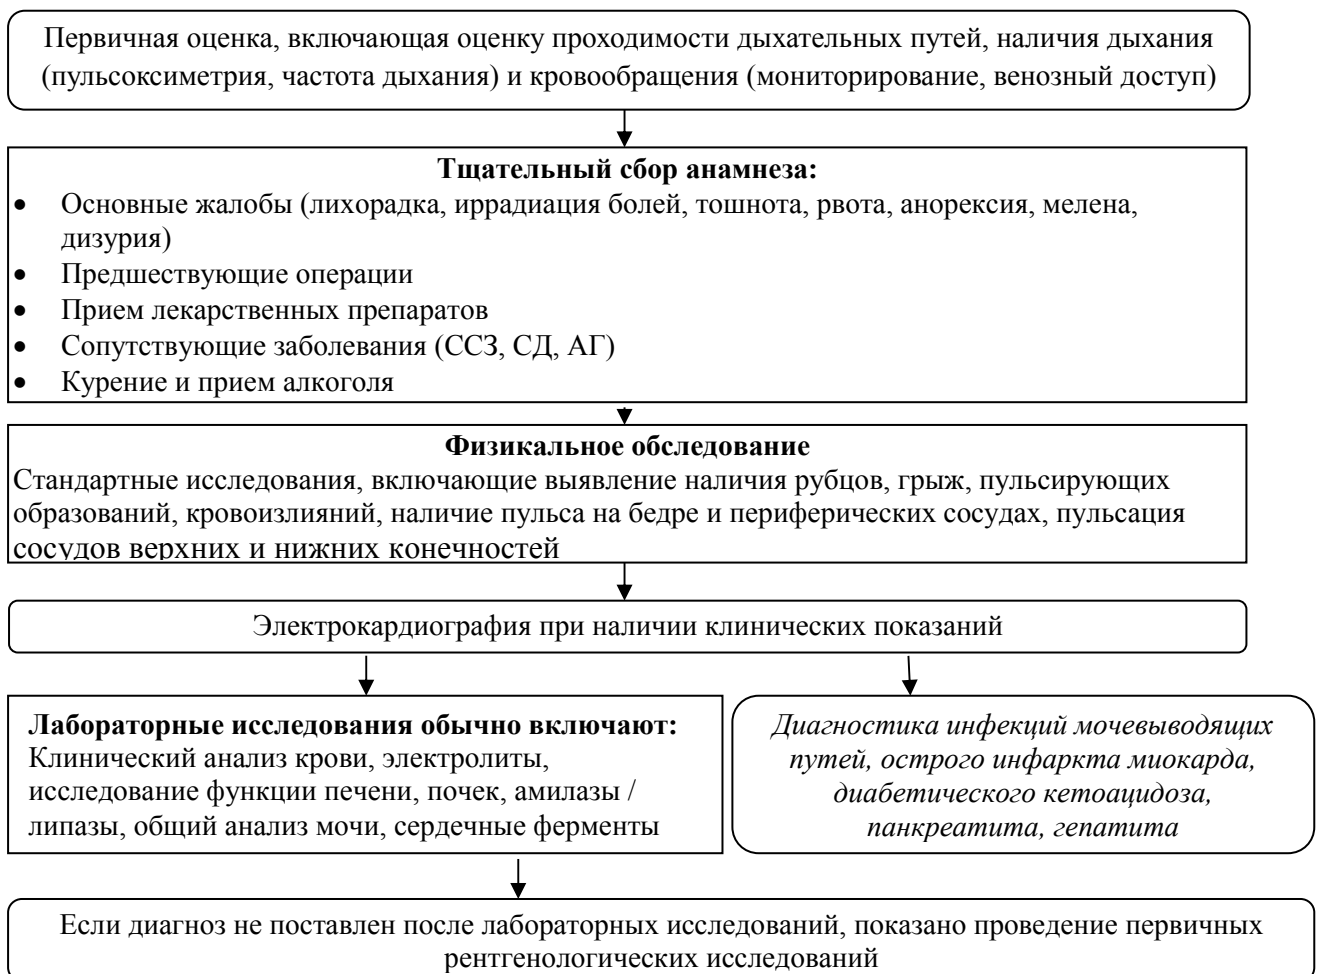 Первичная оценка, включающая оценку проходимости дыхательных путей, наличия дыхания
(пульсоксиметрия, частота дыхания) и кровообращения (мониторирование, венозный доступ)
Тщательный сбор анамнеза:
• Основные жалобы (лихорадка, иррадиация болей, тошнота, рвота, анорексия, мелена,
дизурия)
• Предшествующие операции
• Прием лекарственных препаратов
• Сопутствующие заболевания (ССЗ, СД, АГ)
• Курение и прием алкоголя
Физикальное обследование
Стандартные исследования, включающие выявление наличия рубцов, грыж, пульсирующих
образований, кровоизлияний, наличие пульса на бедре и периферических сосудах, пульсация
сосудов верхних и нижних конечностей
Электрокардиография при наличии клинических показаний
Лабораторные исследования обычно включают:
Клинический анализ крови, электролиты,
исследование функции печени, почек, амилазы /
липазы, общий анализ мочи, сердечные ферменты
Диагностика инфекций мочевыводящих
путей, острого инфаркта миокарда,
диабетического кетоацидоза,
панкреатита, гепатита
Если диагноз не поставлен после лабораторных исследований, показано проведение первичных
рентгенологических исследований